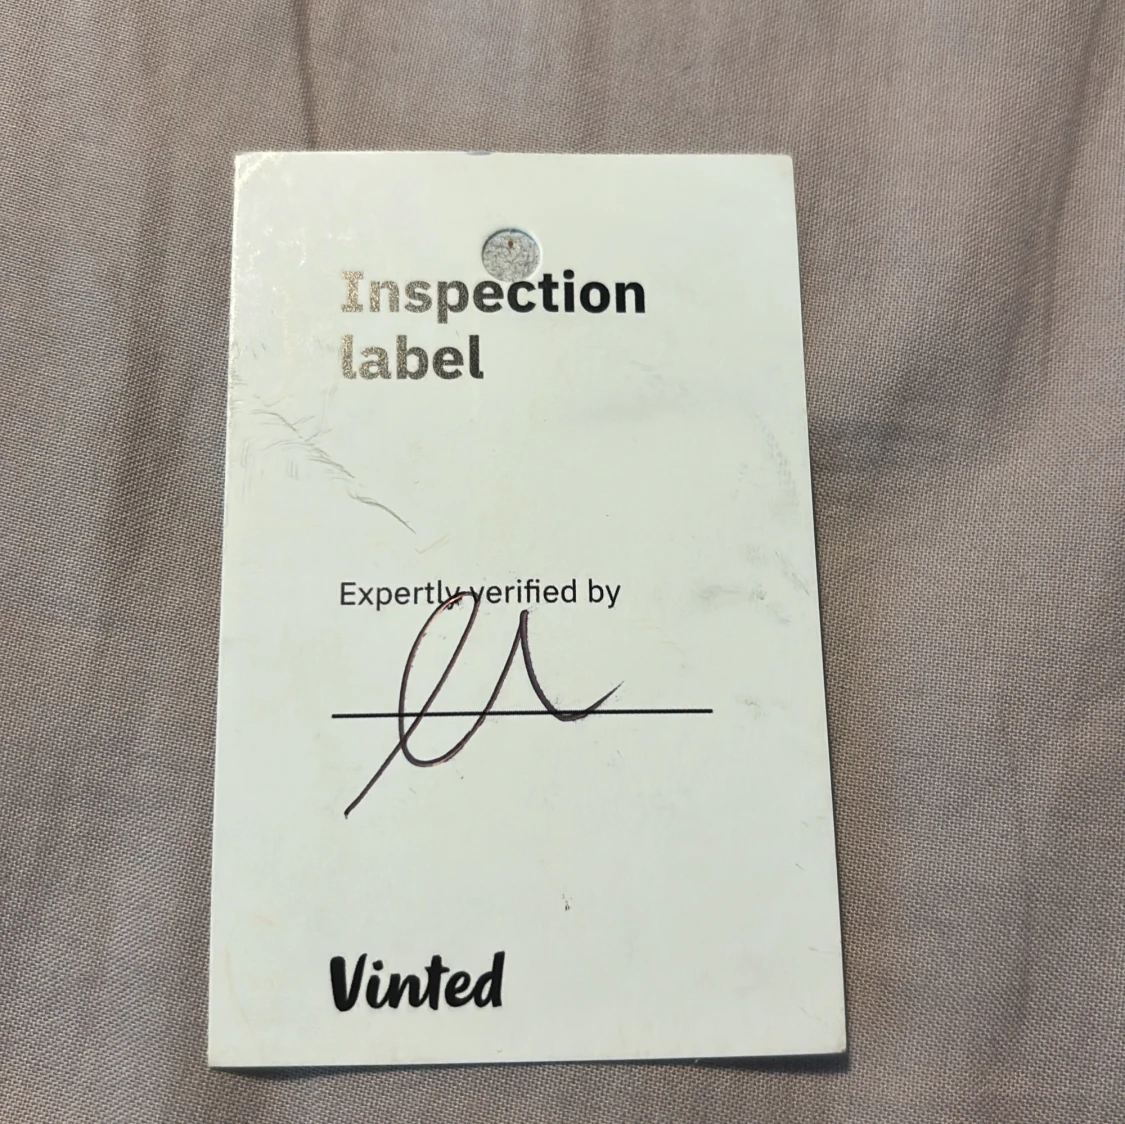 Inspection
label
Expertly verified by
Vinted